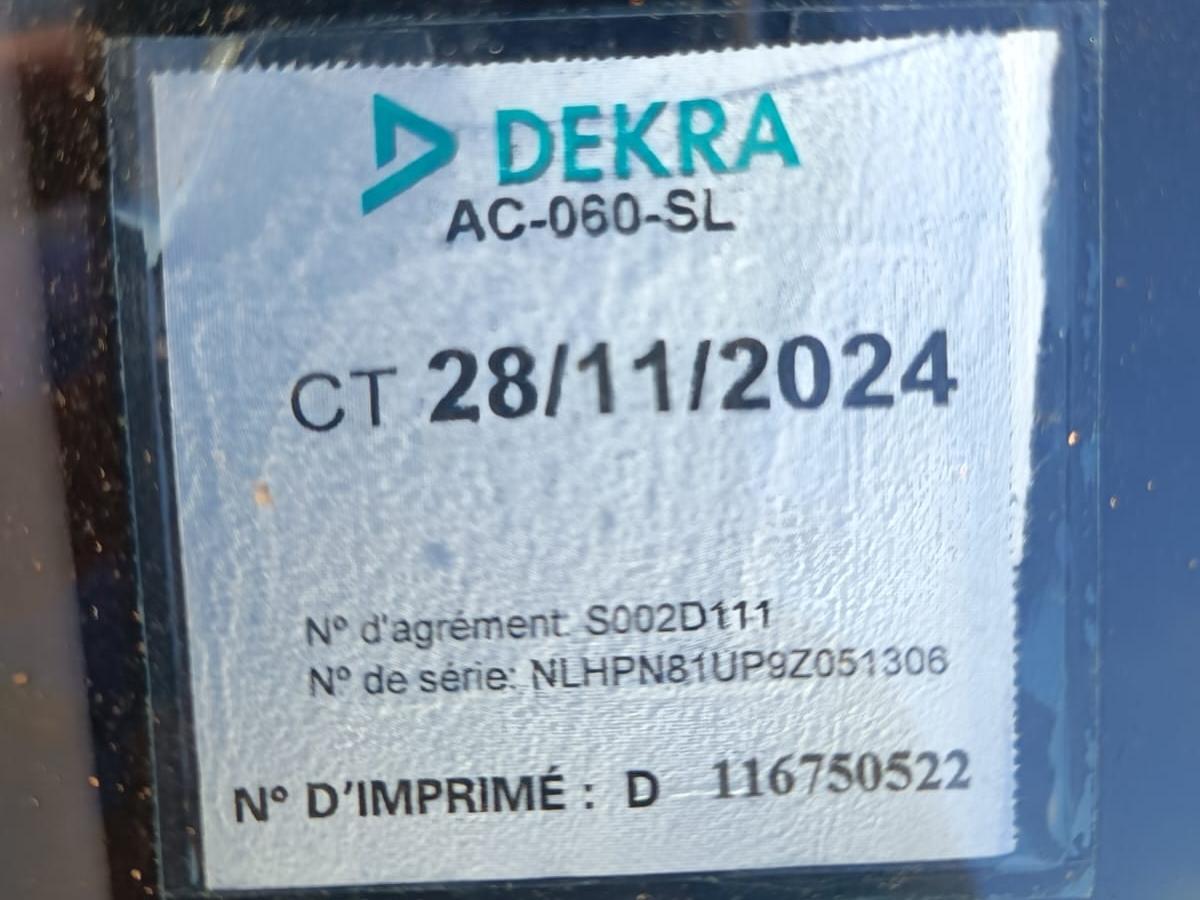 DEKRA
AC-060-SL
CT 28/11/2024
N° d'agrément: S002D111
N° de série: NLHPN81UP9Z051306
N° D'IMPRIMÉ : D 116750522